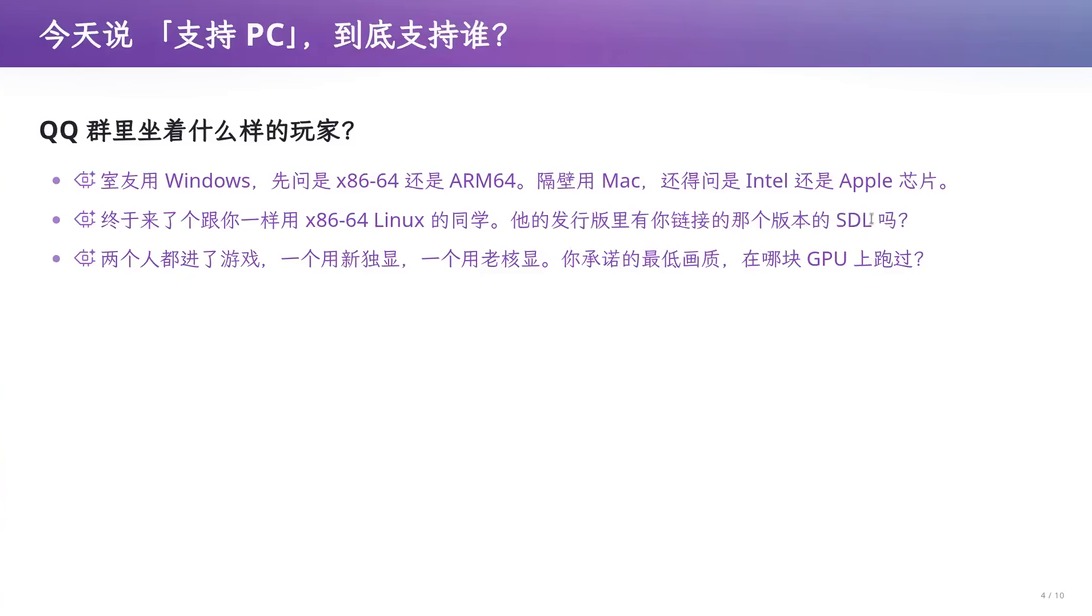 今天说 「支持 PC」，到底支持谁？
QQ 群里坐着什么样的玩家？
室友用 Windows，先问是 x86-64 还是 ARM64。隔壁用 Mac，还得问是 Intel 还是 Apple 芯片。
终于来了个跟你一样用 x86-64 Linux 的同学。他的发行版里有你链接的那个版本的 SDL 吗？
两个人都进了游戏，一个用新独显，一个用老核显。你承诺的最低画质，在哪块 GPU 上跑过？
4 / 10